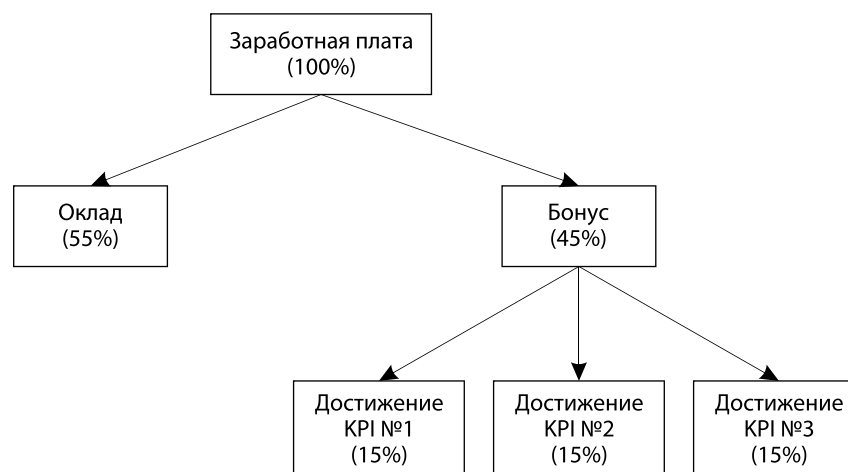 Заработная плата
(100%)
Оклад
(55%)
Бонус
(45%)
Достижение
KPI №1
(15%)
Достижение
KPI №2
(15%)
Достижение
KPI №3
(15%)